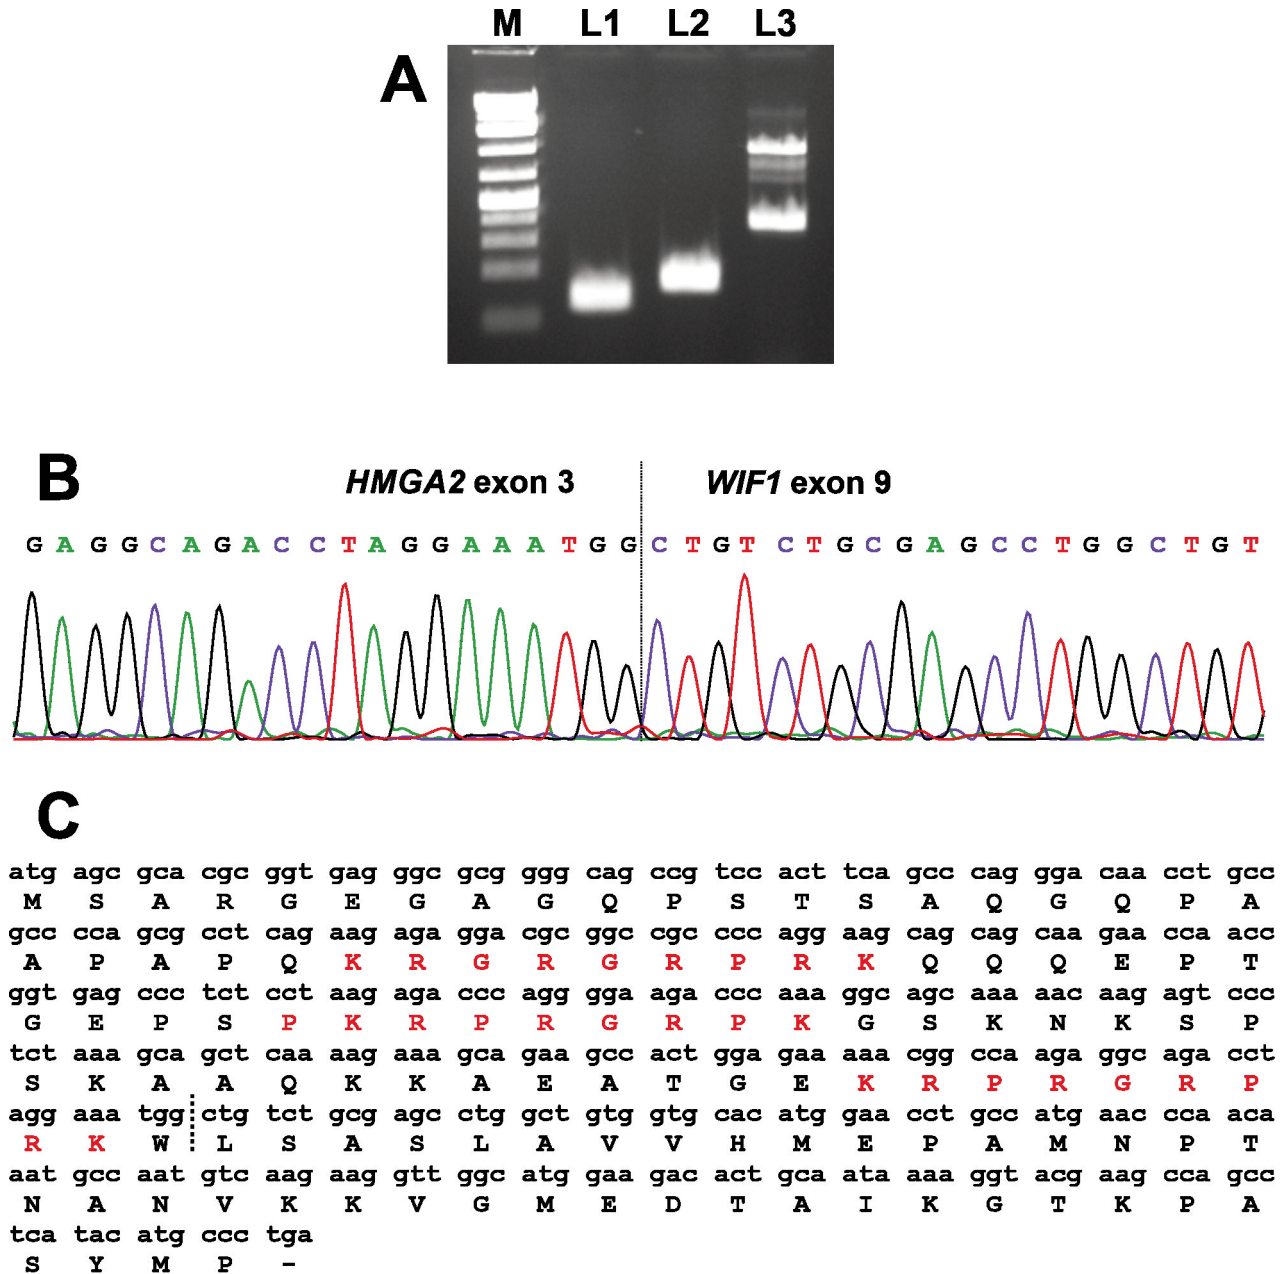 M L1 L2 L3
A
B
HMGA2 exon 3 WIF1 exon 9
G A G G C A G A C C T A G G A A A T G G C T G T C T G C G A G C C T G G C T G T
C
atg agc gca cgc ggt gag ggc gcg ggg cag ccg tcc act tca gcc cag gga caa cct gcc
M S A R G E G A G Q P S T S A Q G Q P A
gcc cca gcg cct cag aag aga gga cgc ggc cgc ccc agg aag cag cag caa gaa cca acc
A P A P Q K R G R G R P R K Q Q Q E P T
ggt gag ccc tct cct aag aga ccc agg gga aga ccc aaa ggc agc aaa aac aag agt ccc
G E P S P K R P R G R P K G S K N K S P
tct aaa gca gct caa aag aaa gca gaa gcc act gga gaa aaa cgg cca aga ggc aga cct
S K A A Q K K A E A T G E K R P R G R P
agg aaa tgg ctg tct gcg agc ctg gct gtg gtg cac atg gaa cct gcc atg aac cca aca
R K W L S A S L A V V H M E P A M N P T
aat gcc aat gtc aag aag gtt ggc atg gaa gac act gca ata aaa ggt acg aag cca gcc
N A N V K K V G M E D T A I K G T K P A
tca tac atg ccc tga
S Y M P –